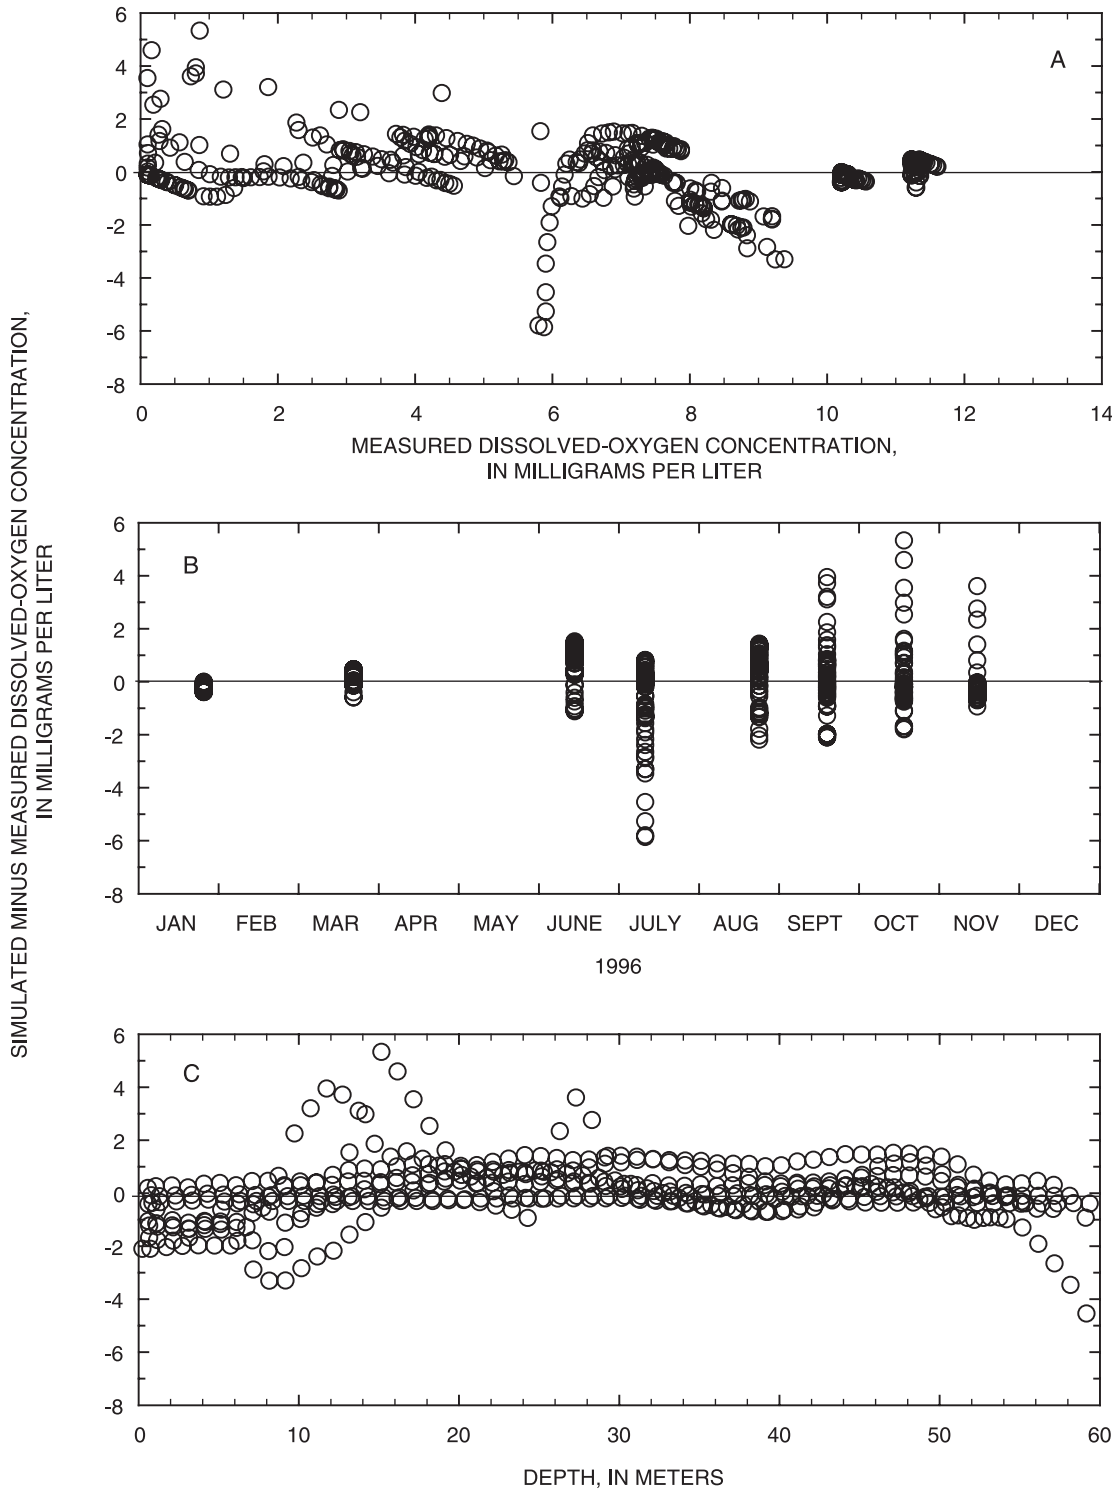 SIMULATED MINUS MEASURED DISSOLVED-OXYGEN CONCENTRATION,
IN MILLIGRAMS PER LITER
6
4
2
0
-2
-4
-6
-8
A
0 2 4 6 8 10 12 14
MEASURED DISSOLVED-OXYGEN CONCENTRATION,
IN MILLIGRAMS PER LITER
6
4
2
0
-2
-4
-6
-8
B
JAN FEB MAR APR MAY JUNE JULY AUG SEPT OCT NOV DEC
1996
6
4
2
0
-2
-4
-6
-8
C
0 10 20 30 40 50 60
DEPTH, IN METERS